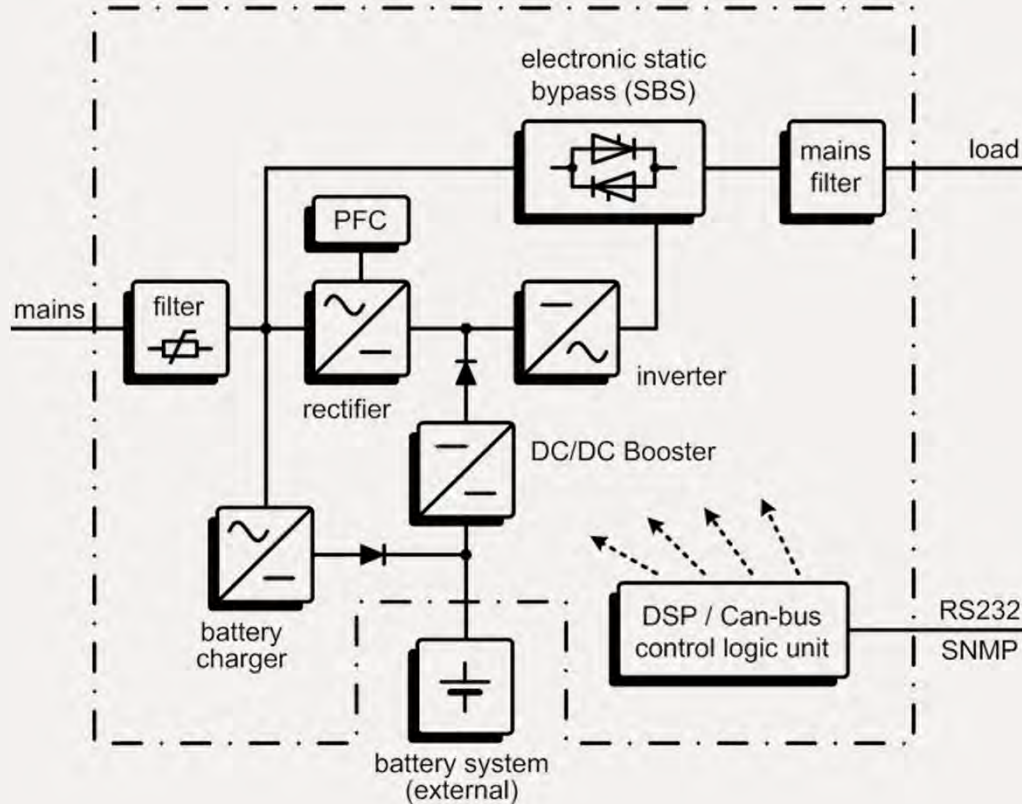 electronic static
bypass (SBS)
mains
filter
load
PFC
mains
filter
rectifier
inverter
DC/DC Booster
battery
charger
DSP / Can-bus
control logic unit
RS232
SNMP
battery system
(external)